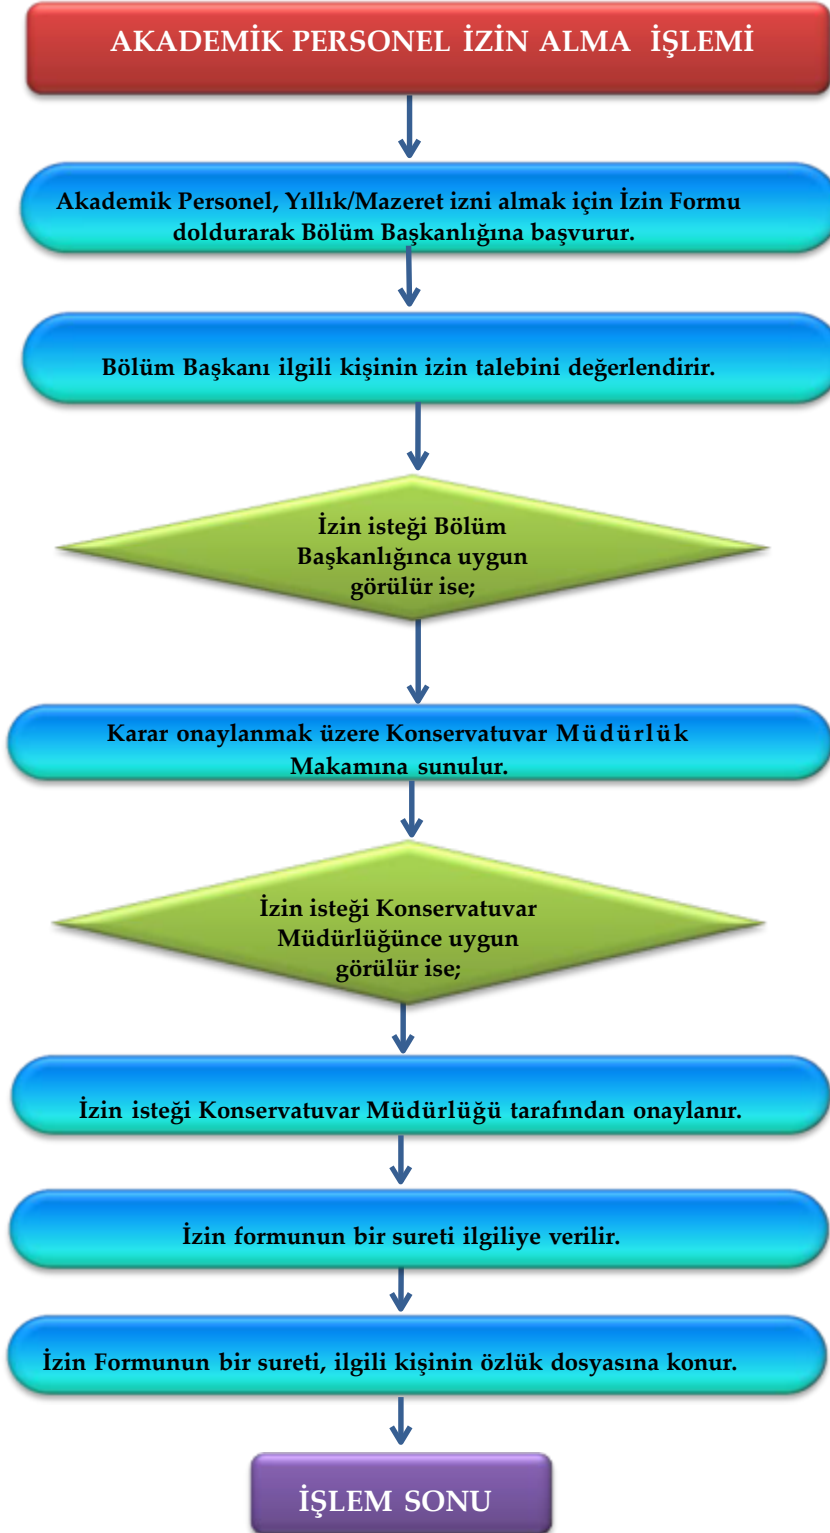 AKADEMİK PERSONEL İZİN ALMA İŞLEMİ
Akademik Personel, Yıllık/Mazeret izni almak için İzin Formu
doldurarak Bölüm Başkanlığına başvurur.
Bölüm Başkanı ilgili kişinin izin talebini değerlendirir.
İzin isteği Bölüm
Başkanlığınca uygun
görülür ise;
Karar onaylanmak üzere Konservatuvar Müdürlük
Makamına sunulur.
İzin isteği Konservatuvar
Müdürlüğünce uygun
görülür ise;
İzin isteği Konservatuvar Müdürlüğü tarafından onaylanır.
İzin formunun bir sureti ilgiliye verilir.
İzin Formunun bir sureti, ilgili kişinin özlük dosyasına konur.
İŞLEM SONU